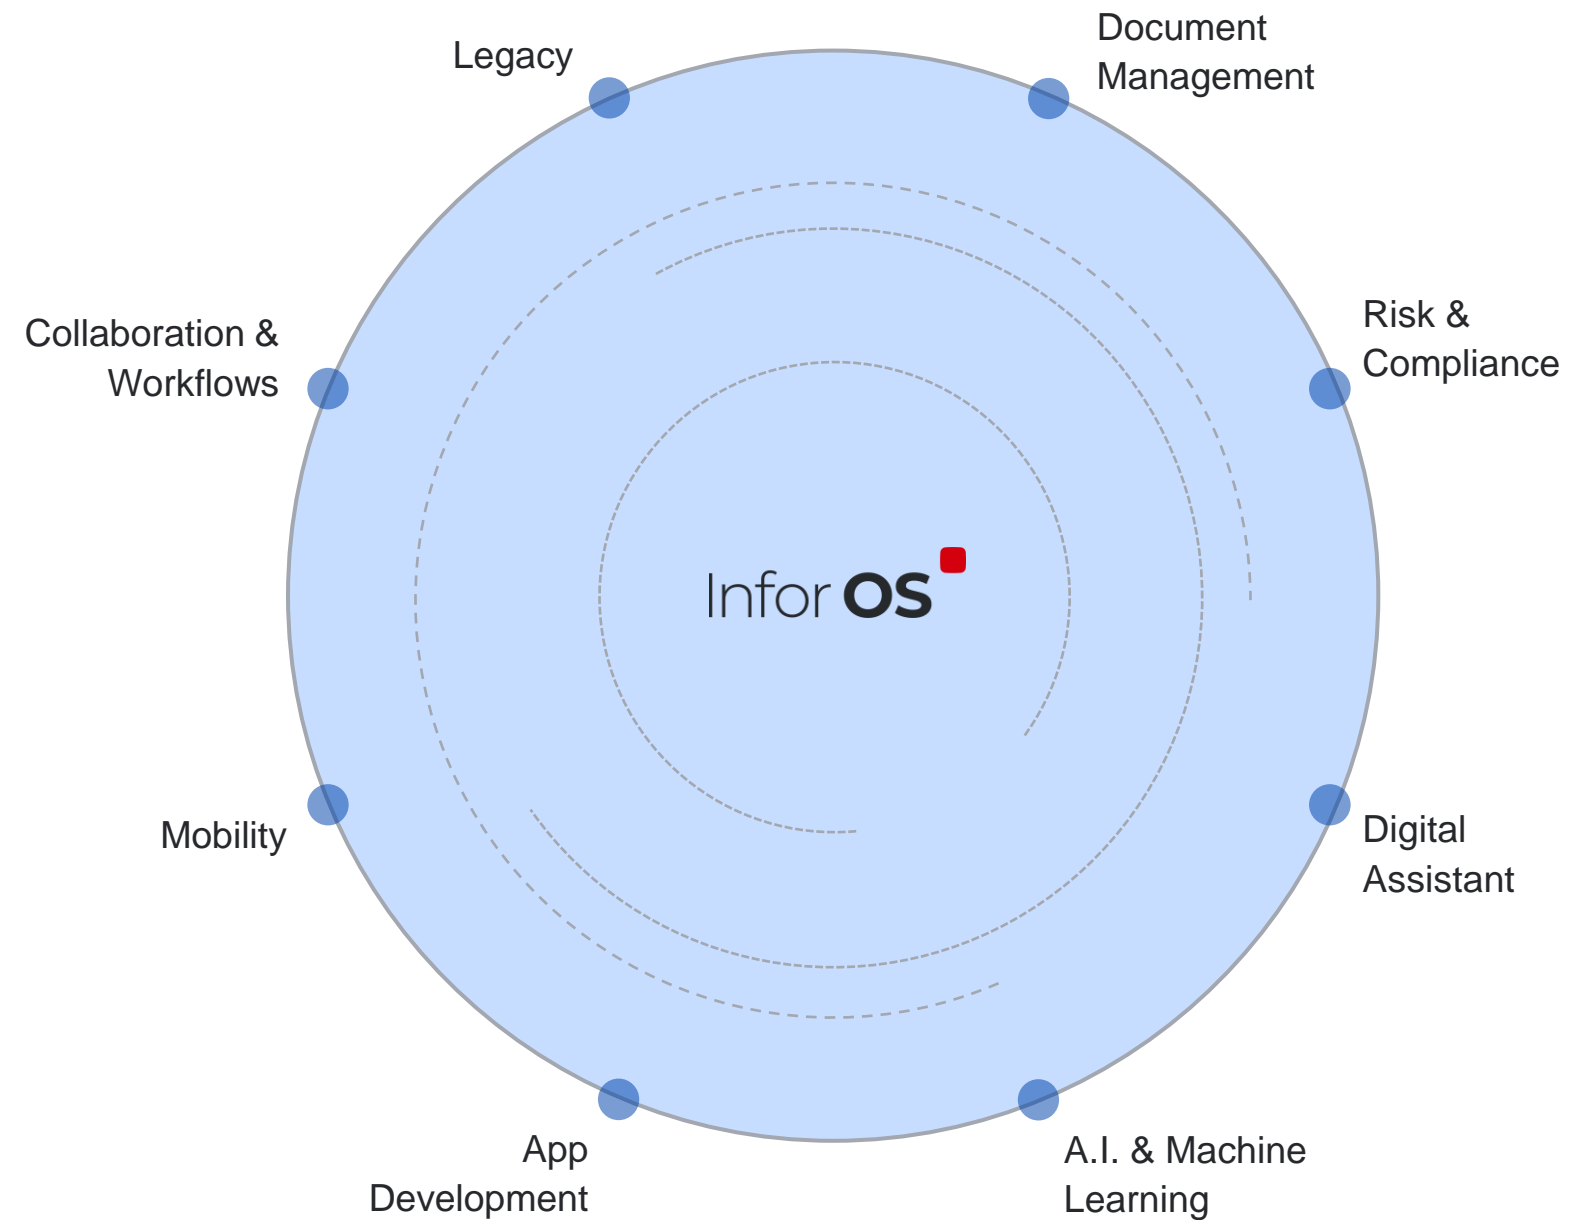 Legacy
Document
Management
Collaboration &
Workflows
Risk &
Compliance
Infor OS
Mobility
Digital
Assistant
App
Development
A.I. & Machine
Learning